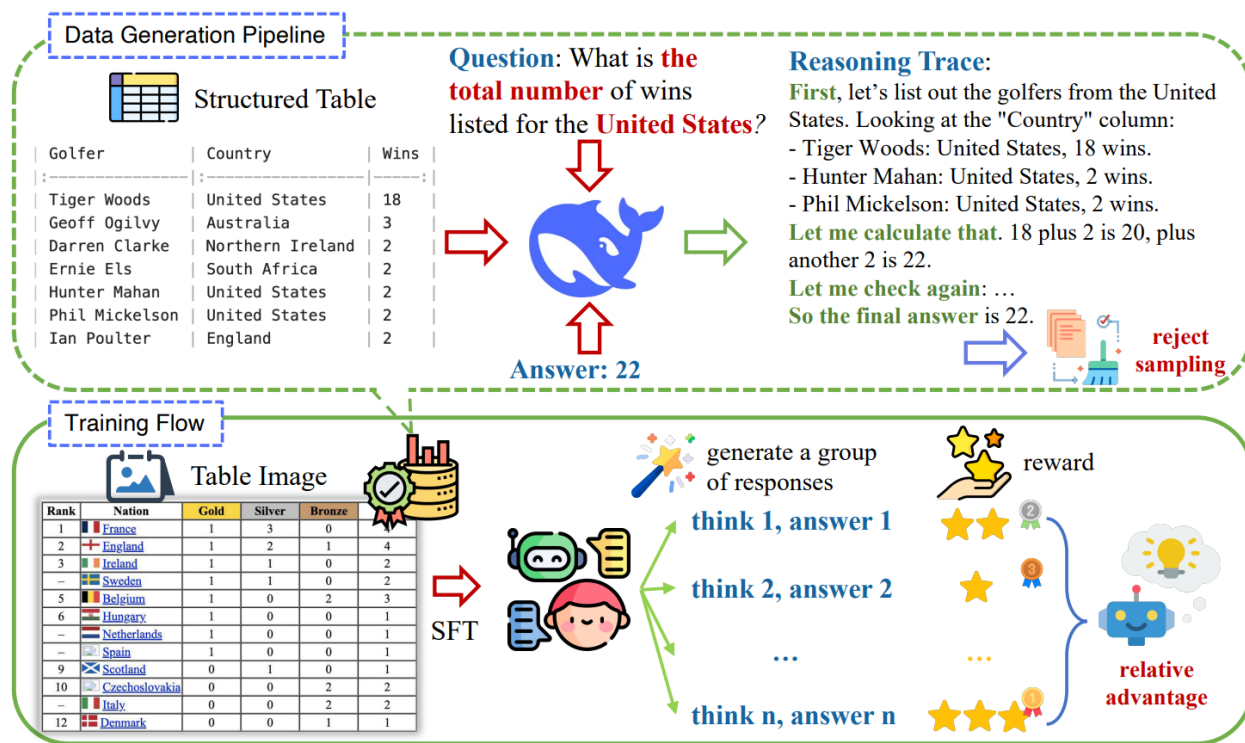 Data Generation Pipeline
Structured Table
| Golfer | Country | Wins |
|:----------------|:-------------------|-----:|
| Tiger Woods | United States | 18 |
| Geoff Ogilvy | Australia | 3 |
| Darren Clarke | Northern Ireland | 2 |
| Ernie Els | South Africa | 2 |
| Hunter Mahan | United States | 2 |
| Phil Mickelson | United States | 2 |
| Ian Poulter | England | 2 |
Question: What is the
total number of wins
listed for the United States?
Answer: 22
Reasoning Trace:
First, let's list out the golfers from the United
States. Looking at the "Country" column:
- Tiger Woods: United States, 18 wins.
- Hunter Mahan: United States, 2 wins.
- Phil Mickelson: United States, 2 wins.
Let me calculate that. 18 plus 2 is 20, plus
another 2 is 22.
Let me check again: …
So the final answer is 22.
reject
sampling
Training Flow
Table Image
Rank Nation Gold Silver Bronze
1 France 1 3 0 4
2 England 1 2 1 4
3 Ireland 1 1 0 2
– Sweden 1 1 0 2
5 Belgium 1 0 2 3
6 Hungary 1 0 0 1
– Netherlands 1 0 0 1
– Spain 1 0 0 1
9 Scotland 0 1 0 1
10 Czechoslovakia 0 0 2 2
– Italy 0 0 2 2
12 Denmark 0 0 1 1
SFT
generate a group
of responses
reward
think 1, answer 1
2
think 2, answer 2
3
...
...
think n, answer n
1
relative
advantage